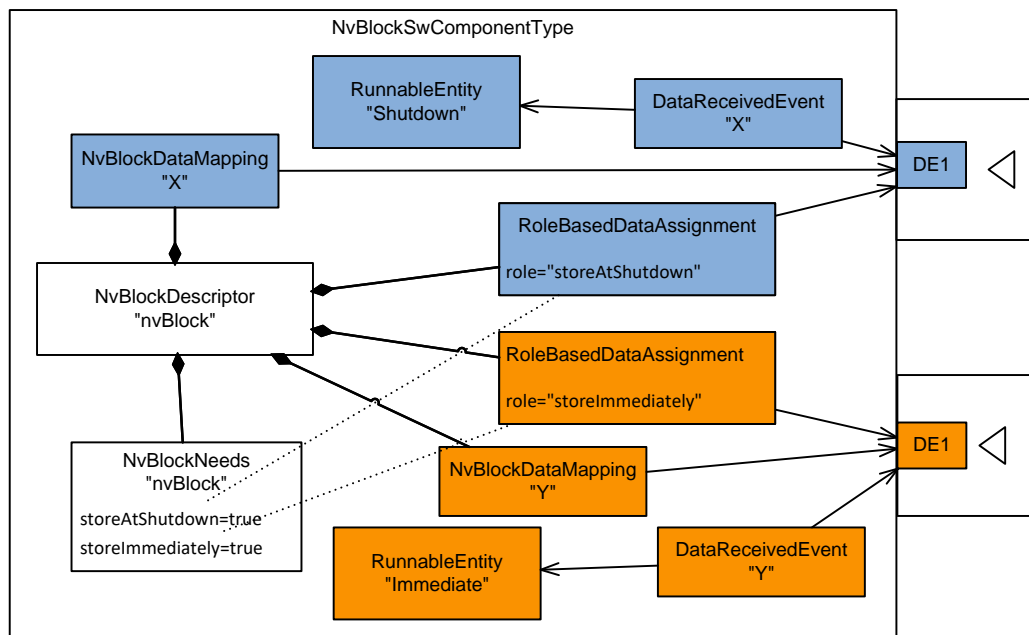 NvBlockSwComponentType
RunnableEntity
"Shutdown"
DataReceivedEvent
"X"
NvBlockDataMapping
"X"
DE1
RoleBasedDataAssignment
role="storeAtShutdown"
NvBlockDescriptor
"nvBlock"
RoleBasedDataAssignment
role="storeImmediately"
DE1
NvBlockNeeds
"nvBlock"
storeAtShutdown=true
storeImmediately=true
NvBlockDataMapping
"Y"
RunnableEntity
"Immediate"
DataReceivedEvent
"Y"